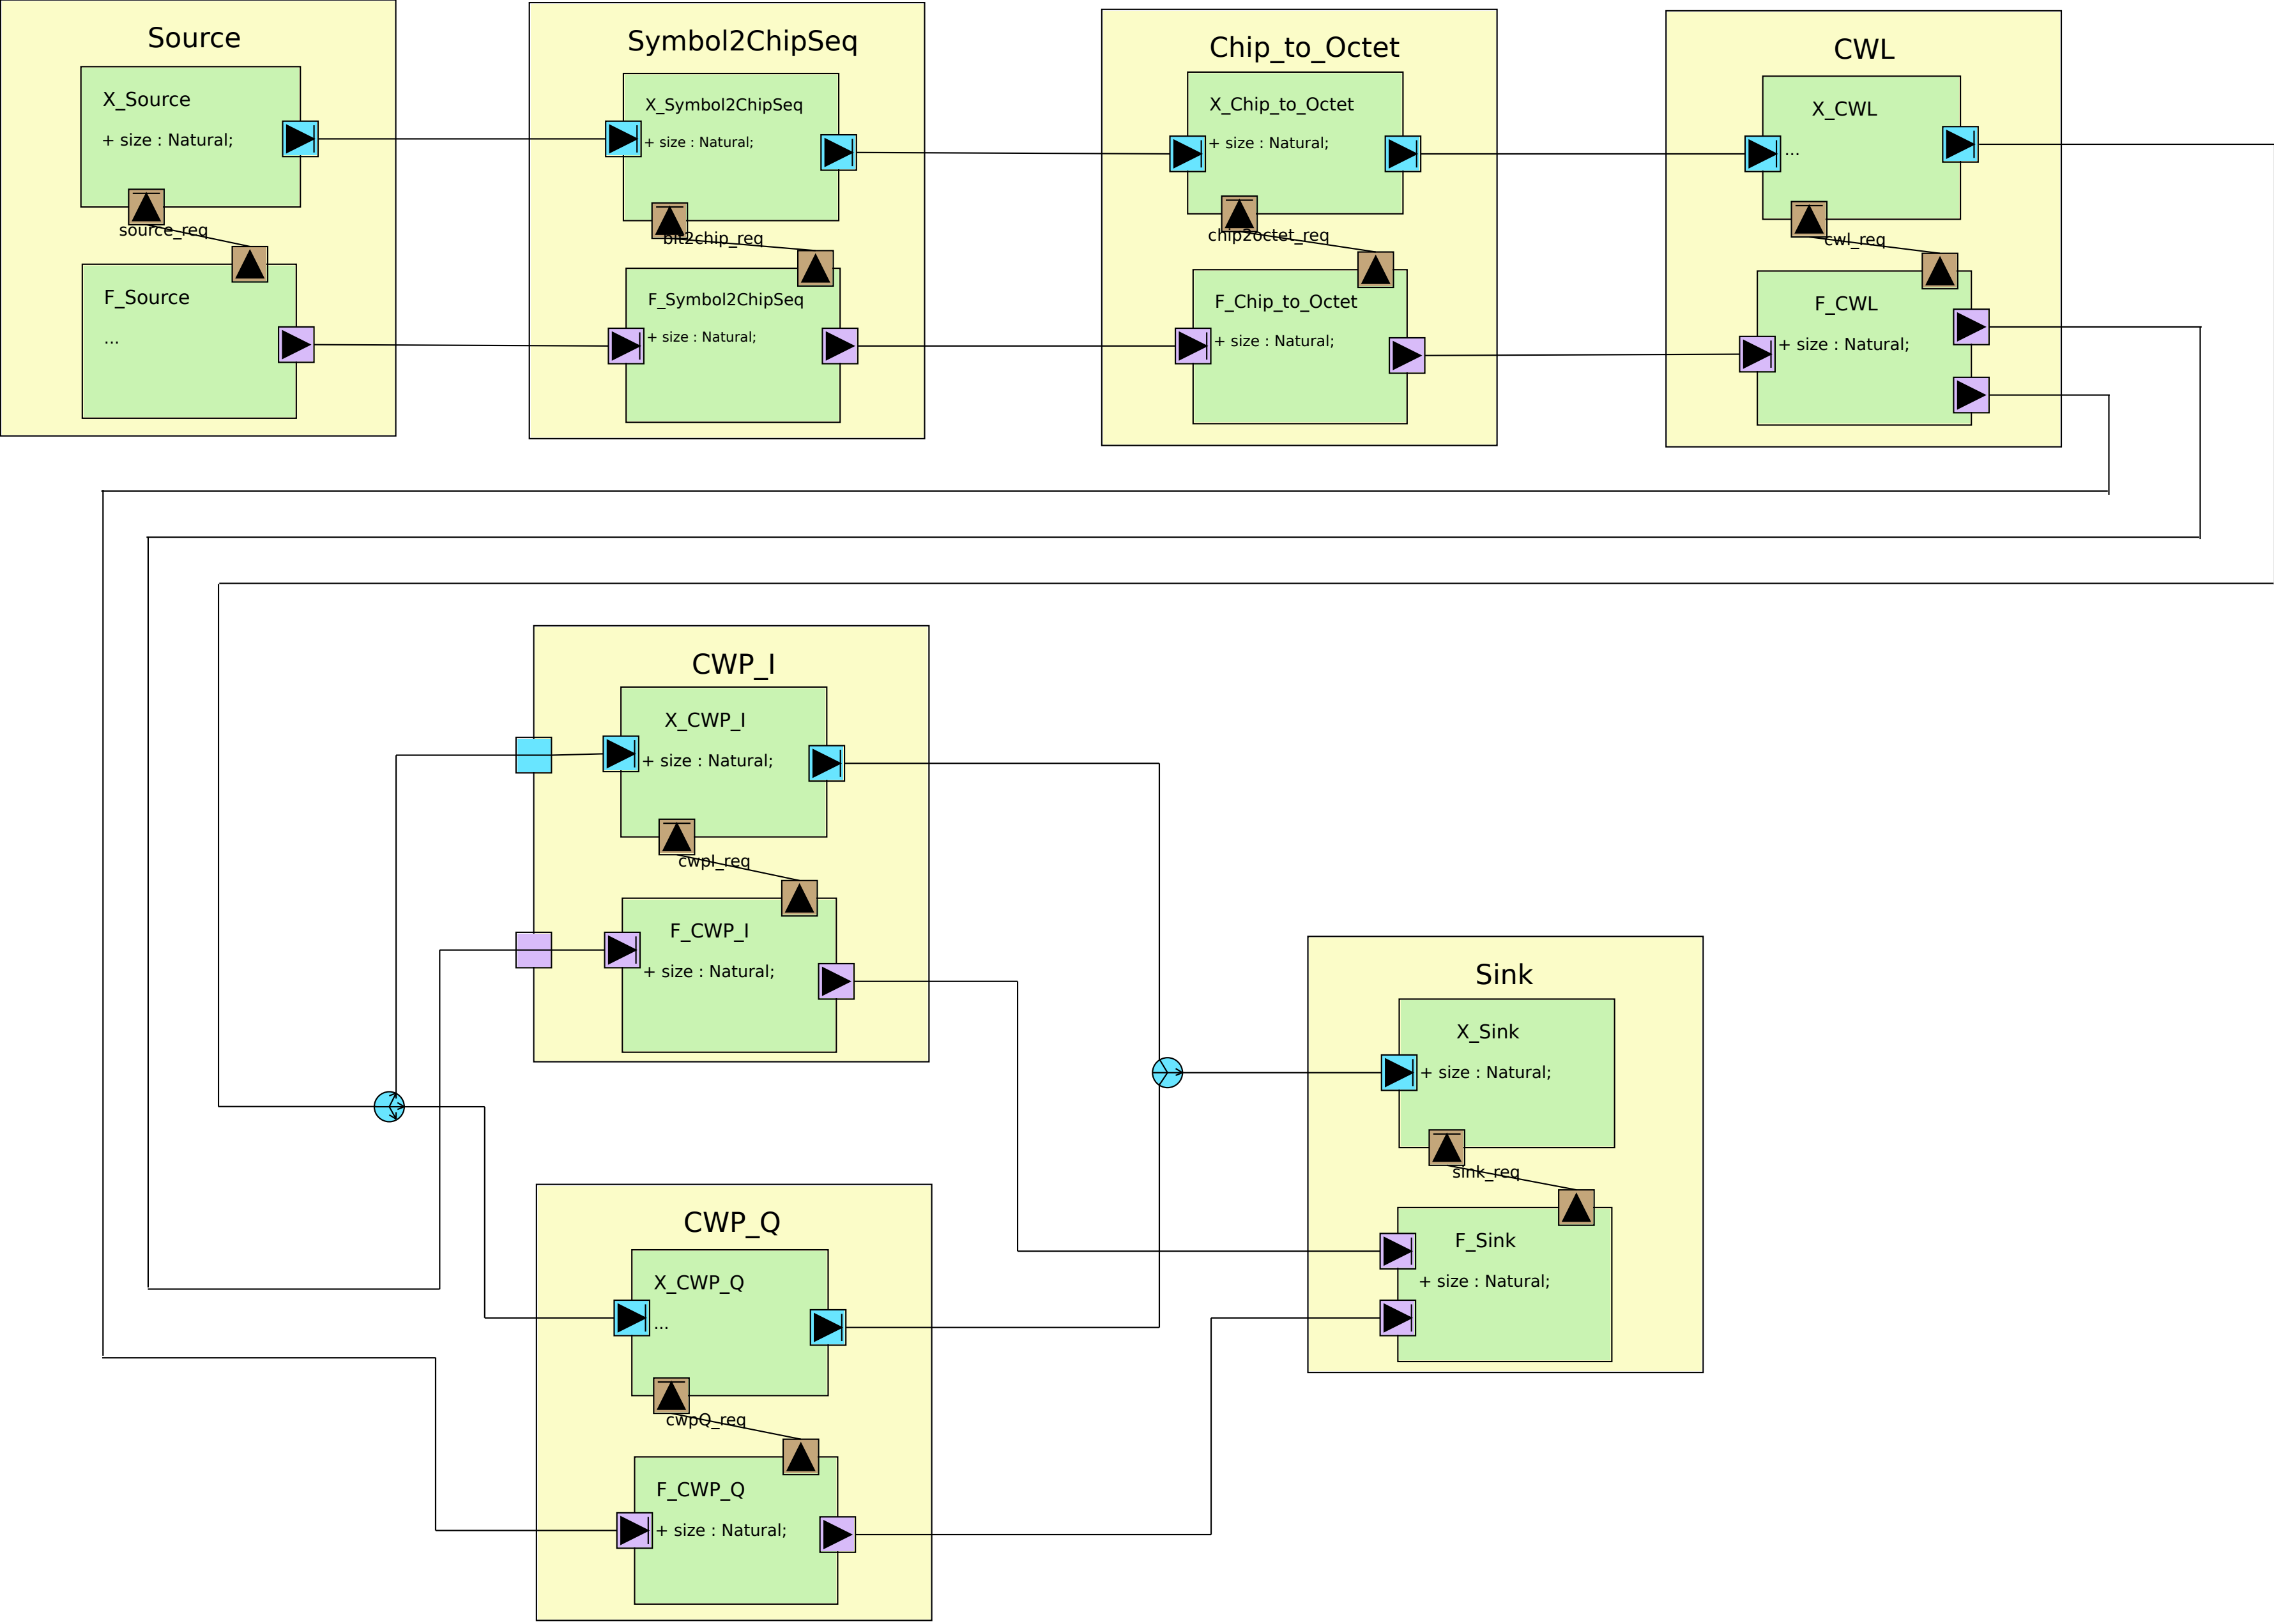 Source
X_Source
+ size : Natural;
source_req
F_Source
...
Symbol2ChipSeq
X_Symbol2ChipSeq
+ size : Natural;
bit2chip_req
F_Symbol2ChipSeq
+ size : Natural;
Chip_to_Octet
X_Chip_to_Octet
+ size : Natural;
chip2octet_req
F_Chip_to_Octet
+ size : Natural;
CWL
X_CWL
...
cwl_req
F_CWL
+ size : Natural;
CWP_I
X_CWP_I
+ size : Natural;
cwpI_req
F_CWP_I
+ size : Natural;
Sink
X_Sink
+ size : Natural;
sink_req
F_Sink
+ size : Natural;
CWP_Q
X_CWP_Q
...
cwpQ_req
F_CWP_Q
+ size : Natural;